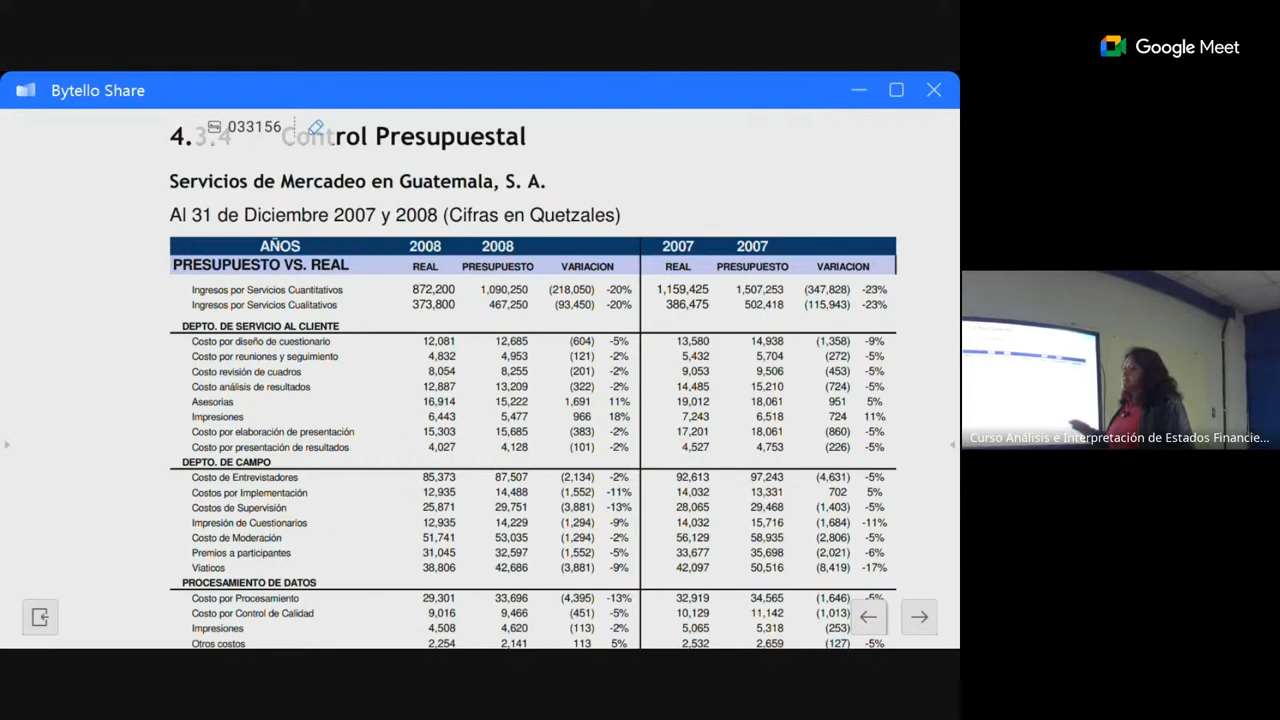 Google Meet
Bytello Share
033156
4.3.4 Control Presupuestal
Servicios de Mercadeo en Guatemala, S. A.
Al 31 de Diciembre 2007 y 2008 (Cifras en Quetzales)
AÑOS 2008 2008 2007 2007
PRESUPUESTO VS. REAL REAL PRESUPUESTO VARIACION REAL PRESUPUESTO VARIACION
Ingresos por Servicios Cuantitativos 872,200 1,090,250 (218,050) -20% 1,159,425 1,507,253 (347,828) -23%
Ingresos por Servicios Cualitativos 373,800 467,250 (93,450) -20% 386,475 502,418 (115,943) -23%
DEPTO. DE SERVICIO AL CLIENTE
Costo por diseño de cuestionario 12,081 12,685 (604) -5% 13,580 14,938 (1,358) -9%
Costo por reuniones y seguimiento 4,832 4,953 (121) -2% 5,432 5,704 (272) -5%
Costo revisión de cuadros 8,054 8,255 (201) -2% 9,053 9,506 (453) -5%
Costo análisis de resultados 12,887 13,209 (322) -2% 14,485 15,210 (724) -5%
Asesorias 16,914 15,222 1,691 11% 19,012 18,061 951 5%
Impresiones 6,443 5,477 966 18% 7,243 6,518 724 11%
Costo por elaboración de presentación 15,303 15,685 (383) -2% 17,201 18,061 (860) -5%
Costo por presentación de resultados 4,027 4,128 (101) -2% 4,527 4,753 (226) -5%
DEPTO. DE CAMPO
Costo de Entrevistadores 85,373 87,507 (2,134) -2% 92,613 97,243 (4,631) -5%
Costos por Implementación 12,935 14,488 (1,552) -11% 14,032 13,331 702 5%
Costos de Supervisión 25,871 29,751 (3,881) -13% 28,065 29,468 (1,403) -5%
Impresión de Cuestionarios 12,935 14,229 (1,294) -9% 14,032 15,716 (1,684) -11%
Costo de Moderación 51,741 53,035 (1,294) -2% 56,129 58,935 (2,806) -5%
Premios a participantes 31,045 32,597 (1,552) -5% 33,677 35,698 (2,021) -6%
Viaticos 38,806 42,686 (3,881) -9% 42,097 50,516 (8,419) -17%
PROCESAMIENTO DE DATOS
Costo por Procesamiento 29,301 33,696 (4,395) -13% 32,919 34,565 (1,646) -5%
Costo por Control de Calidad 9,016 9,466 (451) -5% 10,129 11,142 (1,013)
Impresiones 4,508 4,620 (113) -2% 5,065 5,318 (253)
Otros costos 2,254 2,141 113 5% 2,532 2,659 (127) -5%
Curso Análisis e Interpretación de Estados Financie...